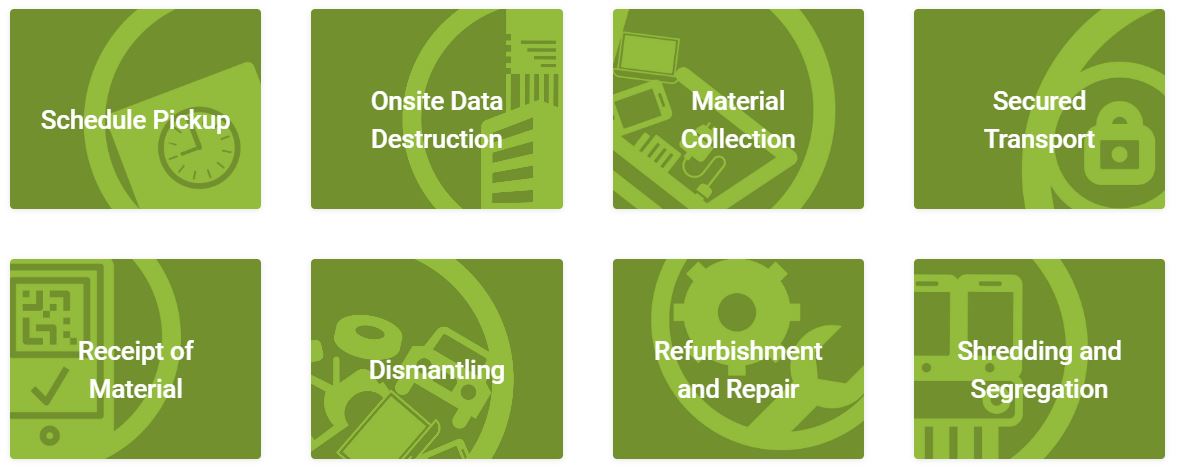 Schedule Pickup
Onsite Data
Destruction
Material
Collection
Secured
Transport
Receipt of
Material
Dismantling
Refurbishment
and Repair
Shredding and
Segregation